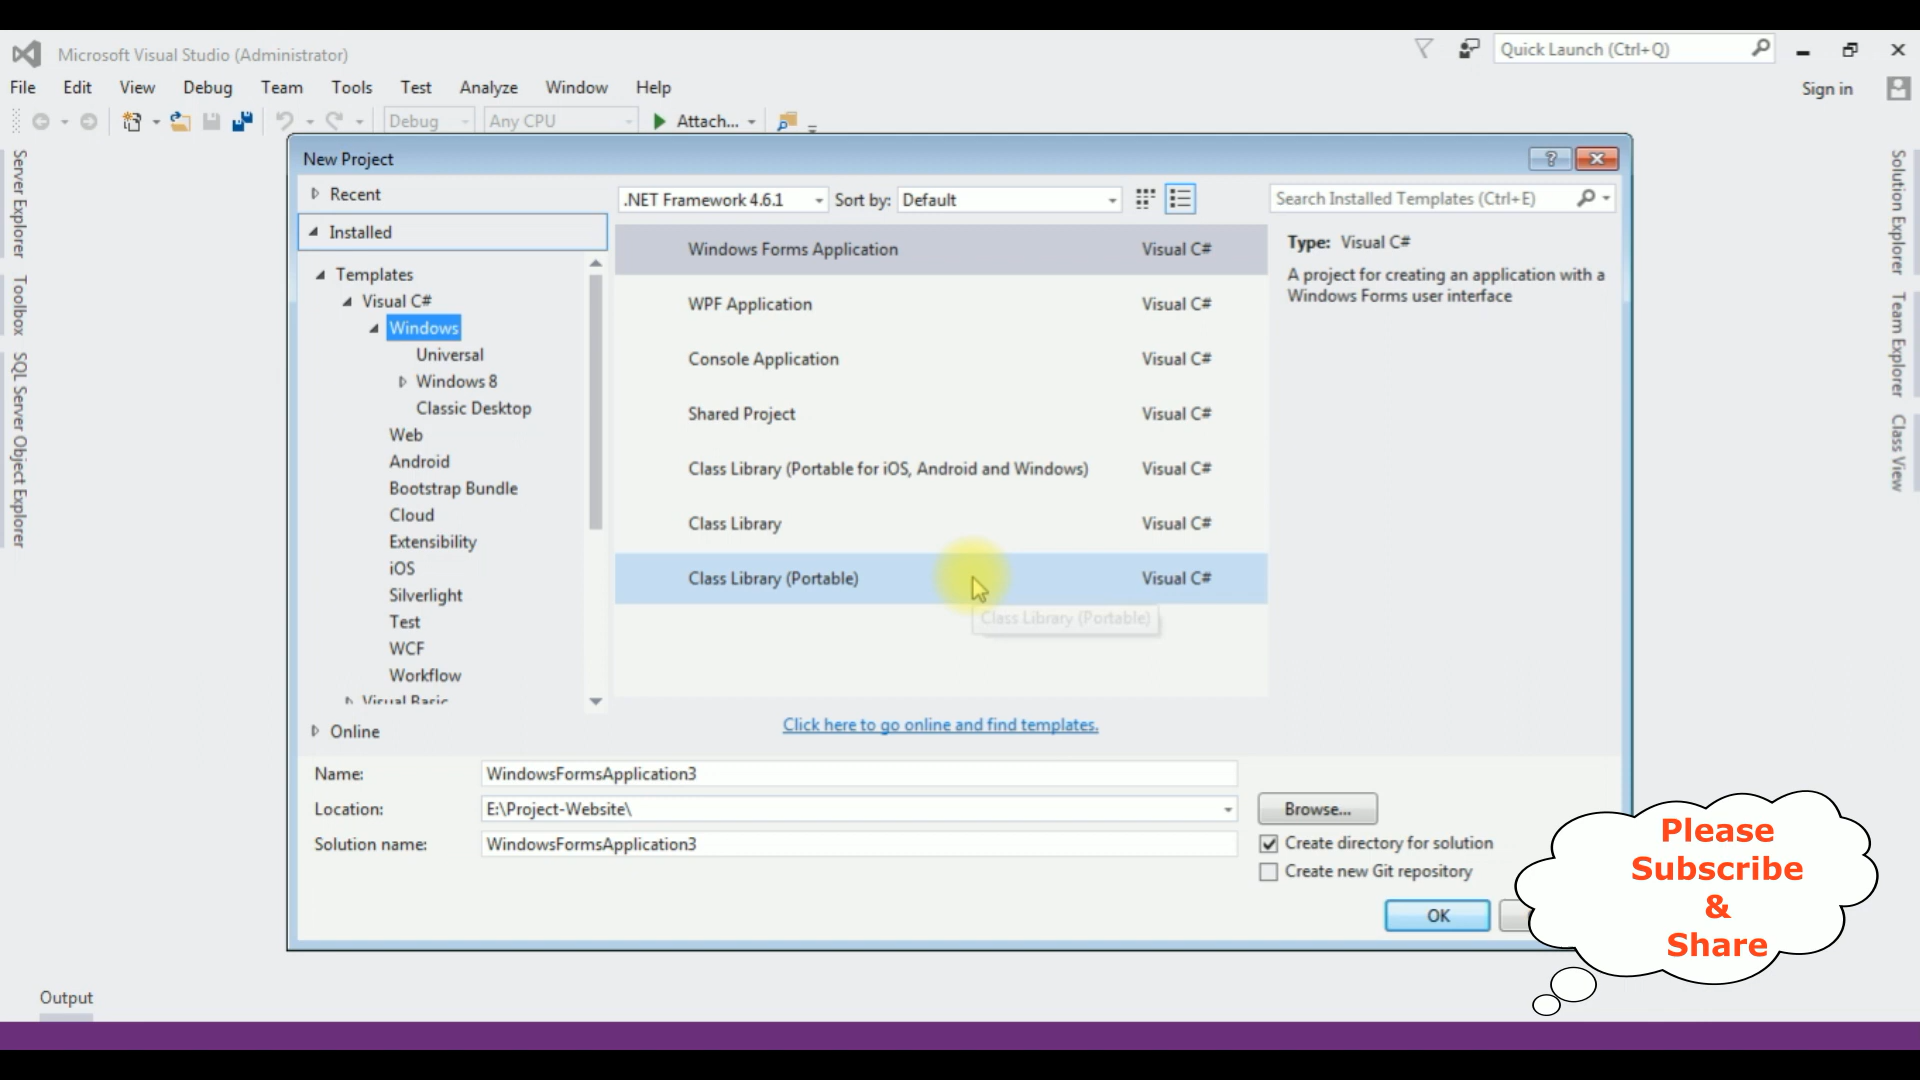 Microsoft Visual Studio (Administrator)
Quick Launch (Ctrl+Q)
File Edit View Debug Team Tools Test Analyze Window Help
Sign in
Debug Any CPU Attach...
Server Explorer
Toolbox
SQL Server Object Explorer
Solution Explorer
Team Explorer
Class View
New Project
?
Recent
Installed
Templates
Visual C#
Windows
Universal
Windows 8
Classic Desktop
Web
Android
Bootstrap Bundle
Cloud
Extensibility
iOS
Silverlight
Test
WCF
Workflow
Visual Basic
Online
.NET Framework 4.6.1 Sort by: Default
Search Installed Templates (Ctrl+E)
Windows Forms Application Visual C#
WPF Application Visual C#
Console Application Visual C#
Shared Project Visual C#
Class Library (Portable for iOS, Android and Windows) Visual C#
Class Library Visual C#
Class Library (Portable) Visual C#
Class Library (Portable)
Click here to go online and find templates.
Type: Visual C#
A project for creating an application with a
Windows Forms user interface
Name: WindowsFormsApplication3
Location: E:\Project-Website\
Browse...
Solution name: WindowsFormsApplication3
Create directory for solution
Create new Git repository
OK
Please
Subscribe
&
Share
Output